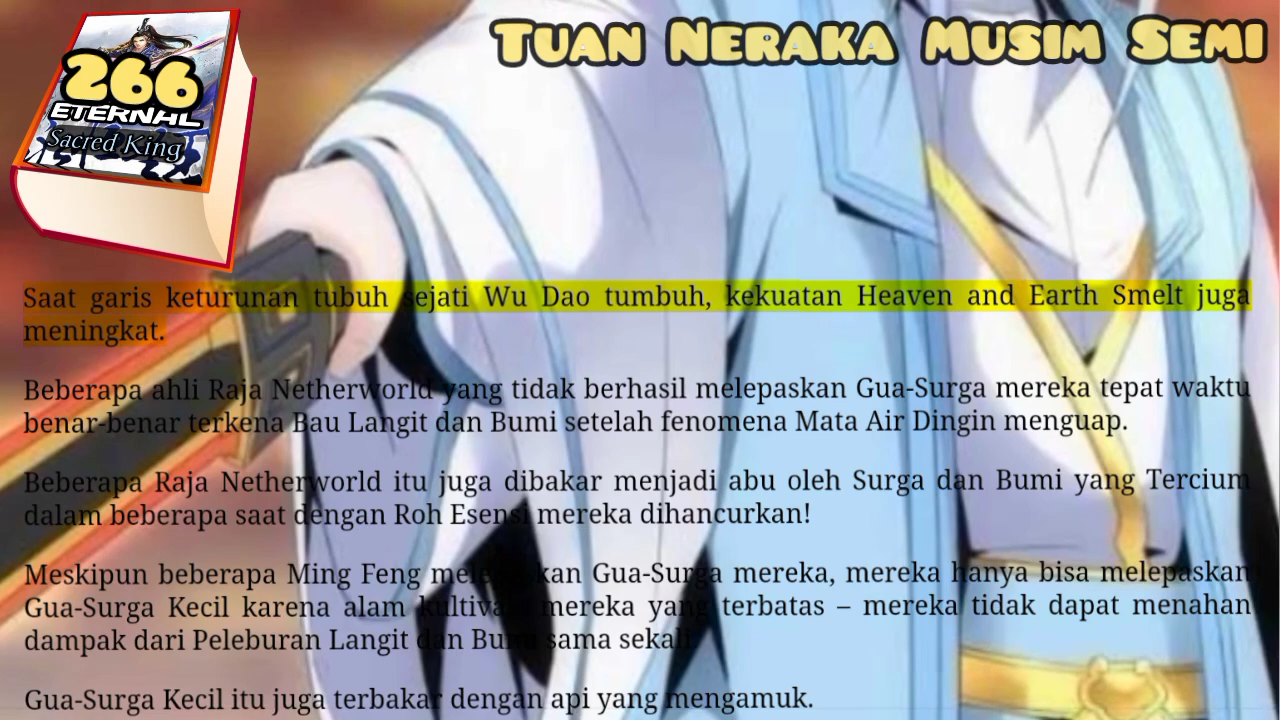 Tuan Neraka Musim Semi
266
ETERNAL
Sacred King
Saat garis keturunan tubuh sejati Wu Dao tumbuh, kekuatan Heaven and Earth Smelt juga
meningkat.
Beberapa ahli Raja Netherworld yang tidak berhasil melepaskan Gua-Surga mereka tepat waktu
benar-benar terkena Bau Langit dan Bumi setelah fenomena Mata Air Dingin menguap.
Beberapa Raja Netherworld itu juga dibakar menjadi abu oleh Surga dan Bumi yang Tercium
dalam beberapa saat dengan Roh Esensi mereka dihancurkan!
Meskipun beberapa Ming Feng melepaskan Gua-Surga mereka, mereka hanya bisa melepaskan
Gua-Surga Kecil karena alam kultivasi mereka yang terbatas – mereka tidak dapat menahan
dampak dari Peleburan Langit dan Bumi sama sekali.
Gua-Surga Kecil itu juga terbakar dengan api yang mengamuk.